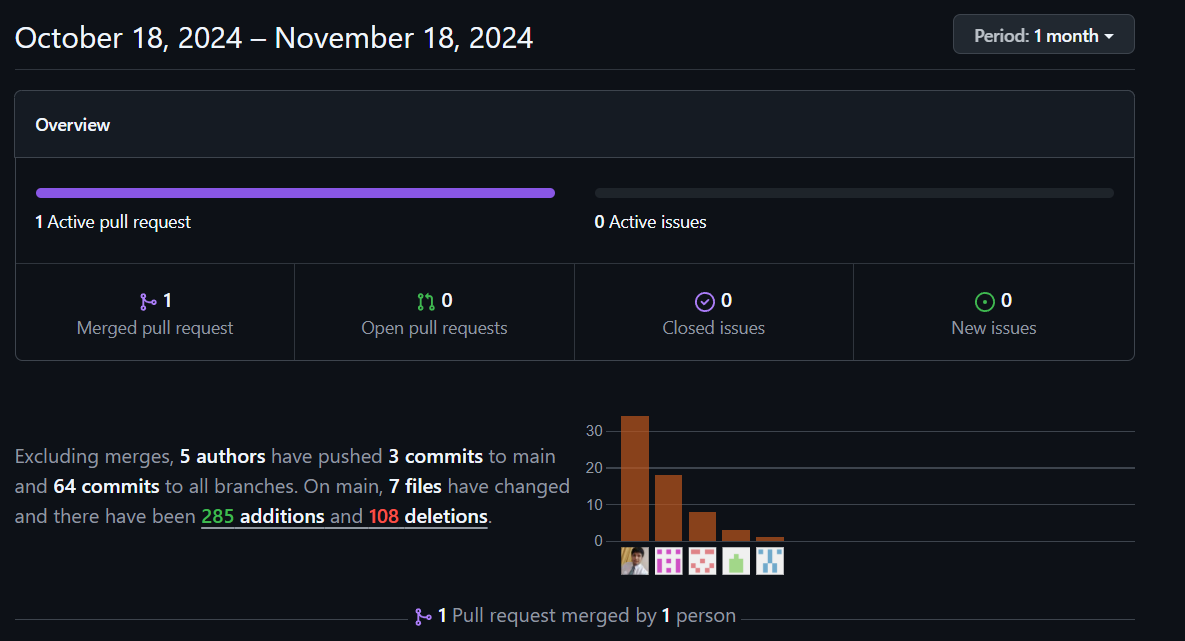 October 18, 2024 – November 18, 2024
Period: 1 month
Overview
1 Active pull request
0 Active issues
1
Merged pull request
0
Open pull requests
0
Closed issues
0
New issues
Excluding merges, 5 authors have pushed 3 commits to main
and 64 commits to all branches. On main, 7 files have changed
and there have been 285 additions and 108 deletions.
30
20
10
0
1 Pull request merged by 1 person